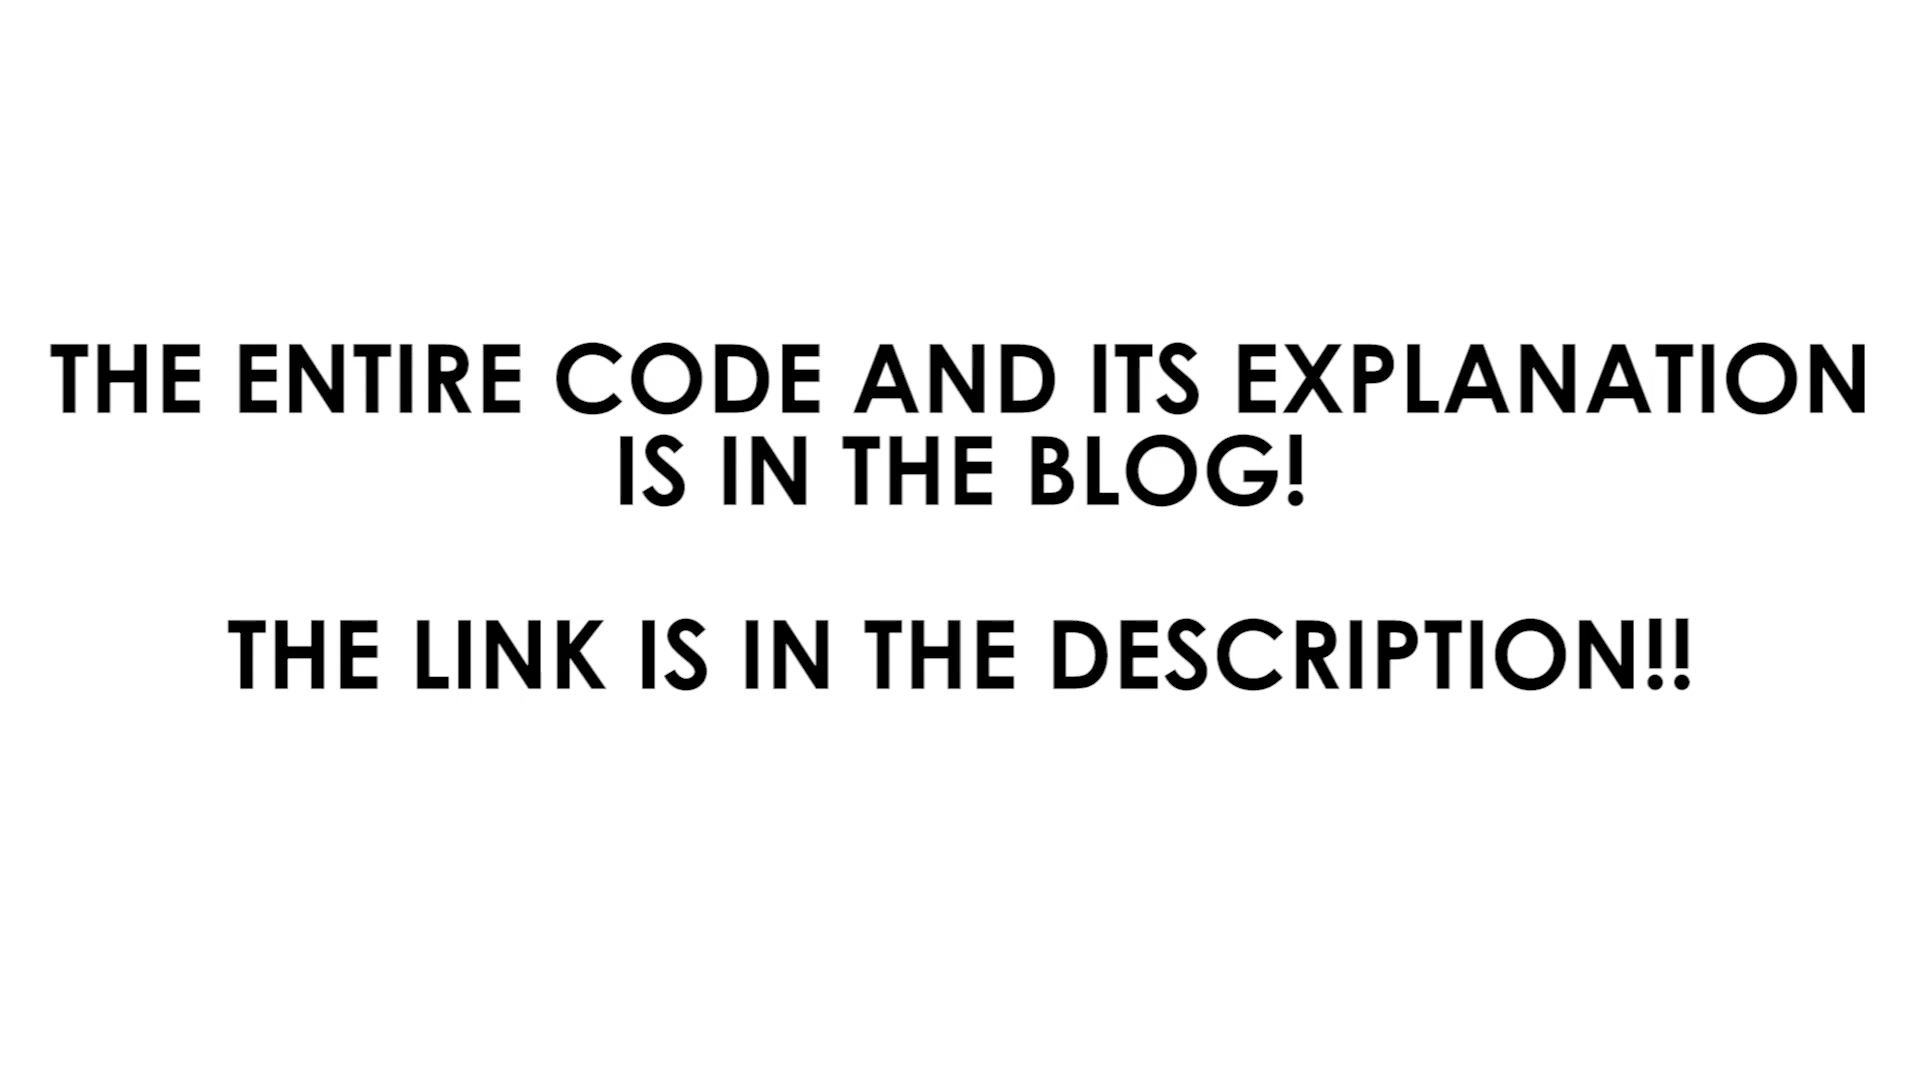 THE ENTIRE CODE AND ITS EXPLANATION
IS IN THE BLOG!
THE LINK IS IN THE DESCRIPTION!!